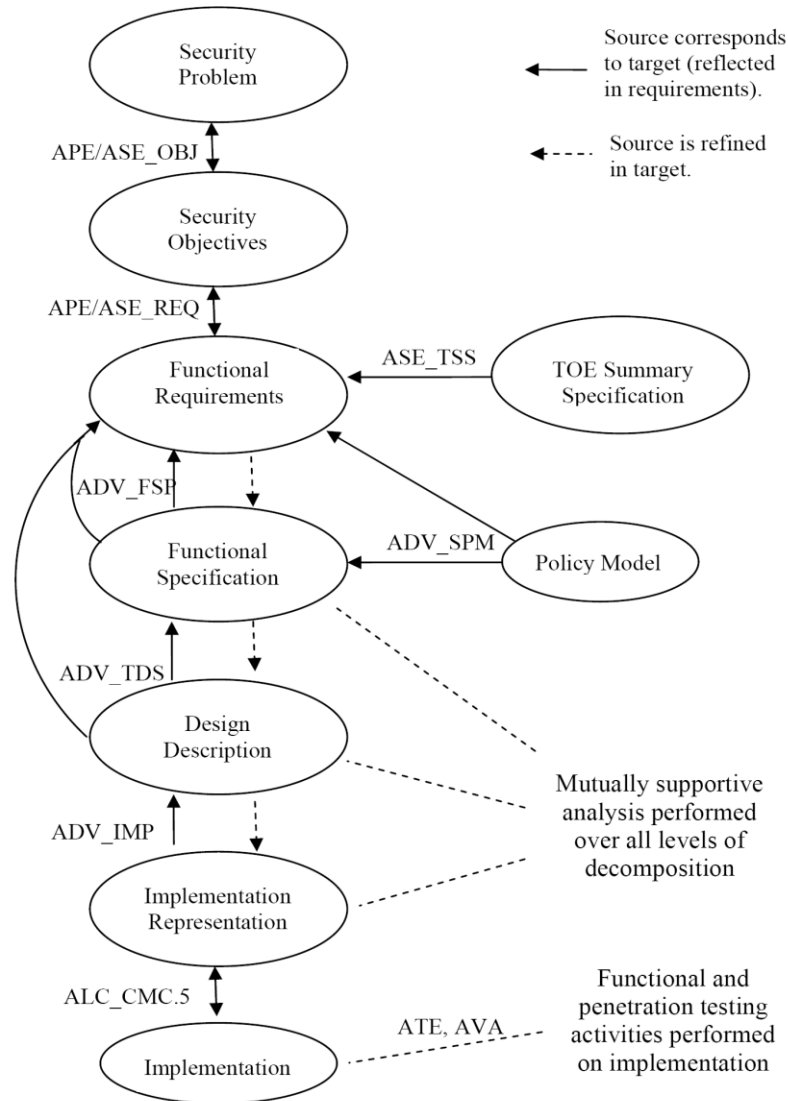 Security
Problem
Source corresponds
to target (reflected
in requirements).
Source is refined
in target.
APE/ASE_OBJ
Security
Objectives
APE/ASE_REQ
Functional
Requirements
ASE_TSS
TOE Summary
Specification
ADV_FSP
Functional
Specification
ADV_SPM
Policy Model
ADV_TDS
Design
Description
Mutually supportive
analysis performed
over all levels of
decomposition
ADV_IMP
Implementation
Representation
ALC_CMC.5
Functional and
penetration testing
activities performed
on implementation
ATE, AVA
Implementation